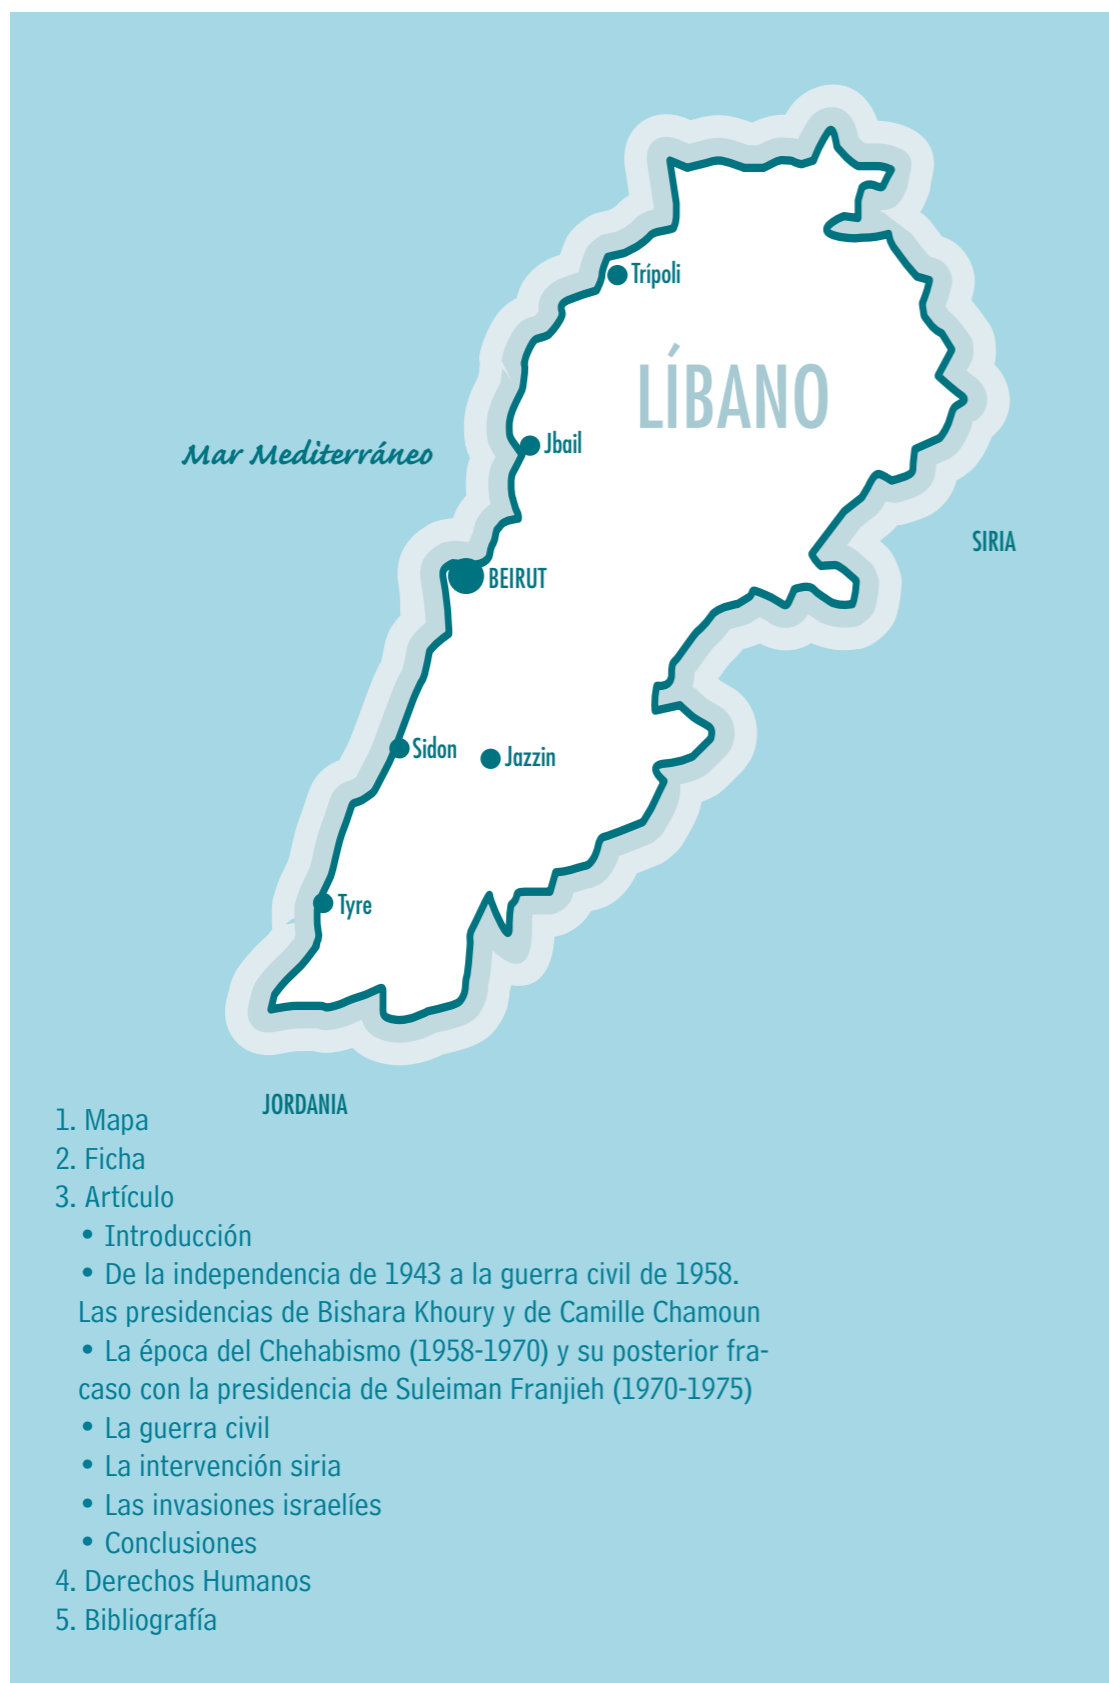 Trípoli
LÍBANO
Jbail
Mar Mediterráneo
SIRIA
BEIRUT
Sidon
Jazzin
Tyre
JORDANIA
1. Mapa
2. Ficha
3. Artículo
• Introducción
• De la independencia de 1943 a la guerra civil de 1958.
Las presidencias de Bishara Khoury y de Camille Chamoun
• La época del Chehabismo (1958-1970) y su posterior fra-
caso con la presidencia de Suleiman Franjieh (1970-1975)
• La guerra civil
• La intervención siria
• Las invasiones israelíes
• Conclusiones
4. Derechos Humanos
5. Bibliografía